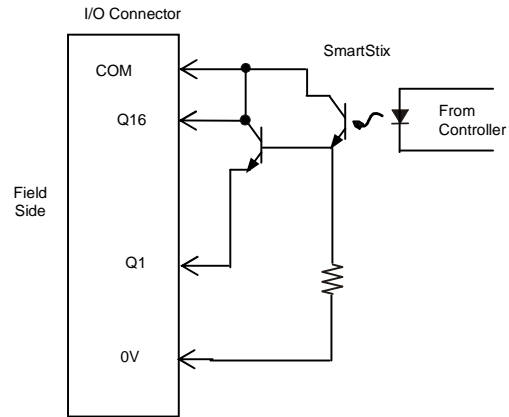 I/O Connector
SmartStix
COM
Q16
From
Controller
Field
Side
Q1
0V